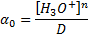 α₀ = [H₃O⁺]ⁿ / D